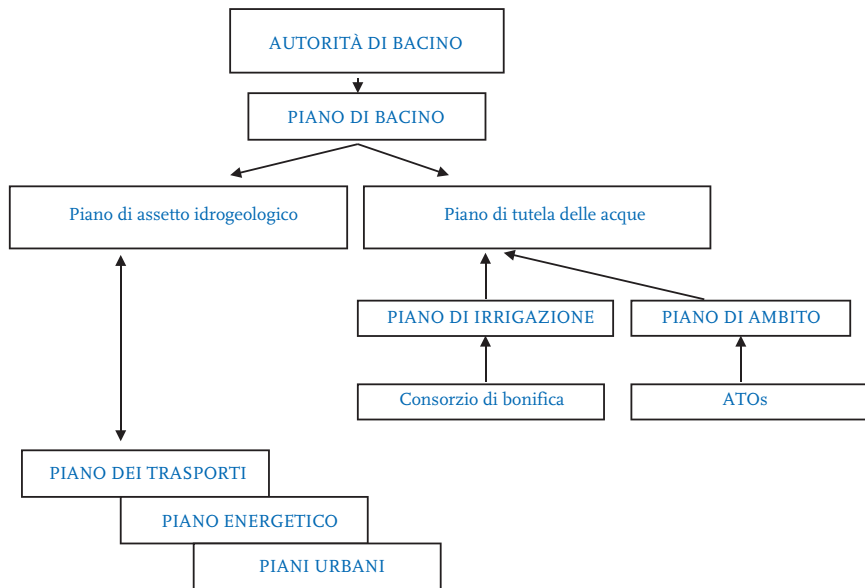 AUTORITÀ DI BACINO
PIANO DI BACINO
Piano di assetto idrogeologico
Piano di tutela delle acque
PIANO DI IRRIGAZIONE
PIANO DI AMBITO
Consorzio di bonifica
ATOs
PIANO DEI TRASPORTI
PIANO ENERGETICO
PIANI URBANI